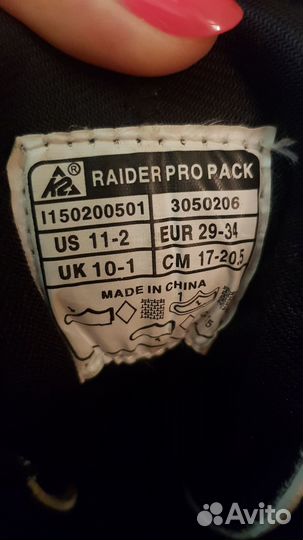 K2 ® RAIDER PRO PACK
I150200501 3050206
US 11-2 EUR 29-34
UK 10-1 CM 17-20,5
MADE IN CHINA
1
Avito